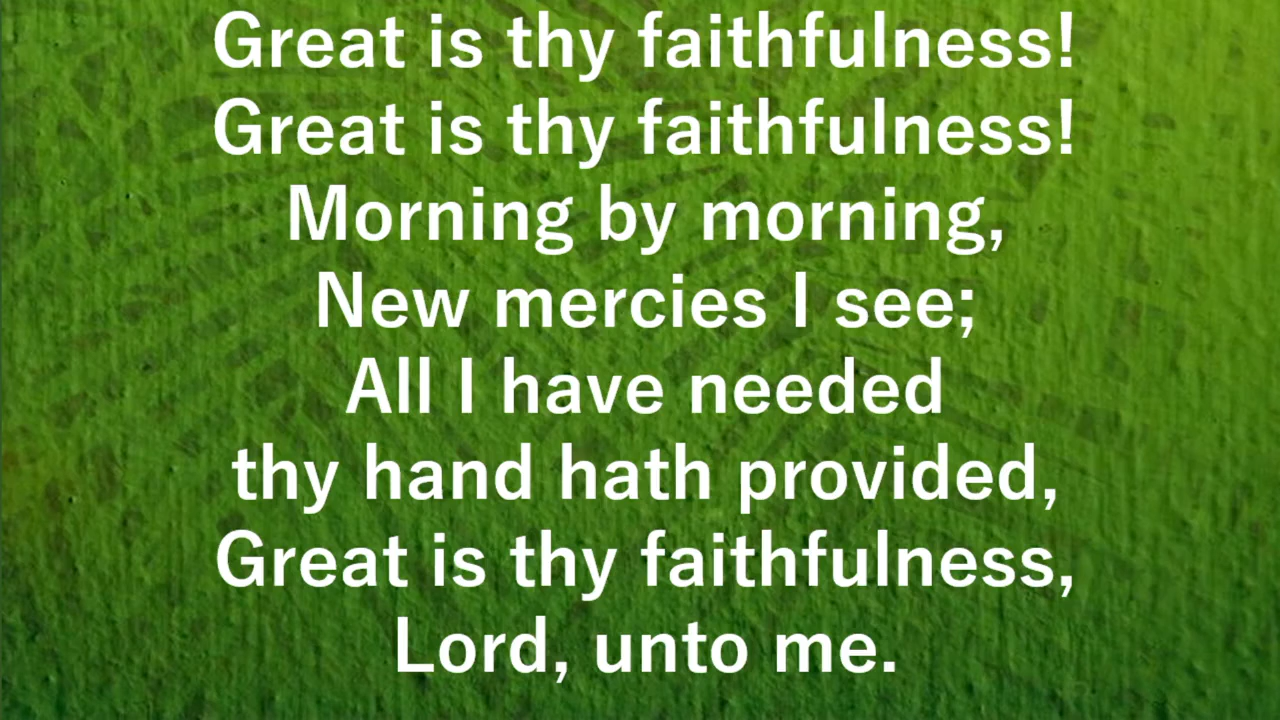 Great is thy faithfulness!
Great is thy faithfulness!
Morning by morning,
New mercies I see;
All I have needed
thy hand hath provided,
Great is thy faithfulness,
Lord, unto me.